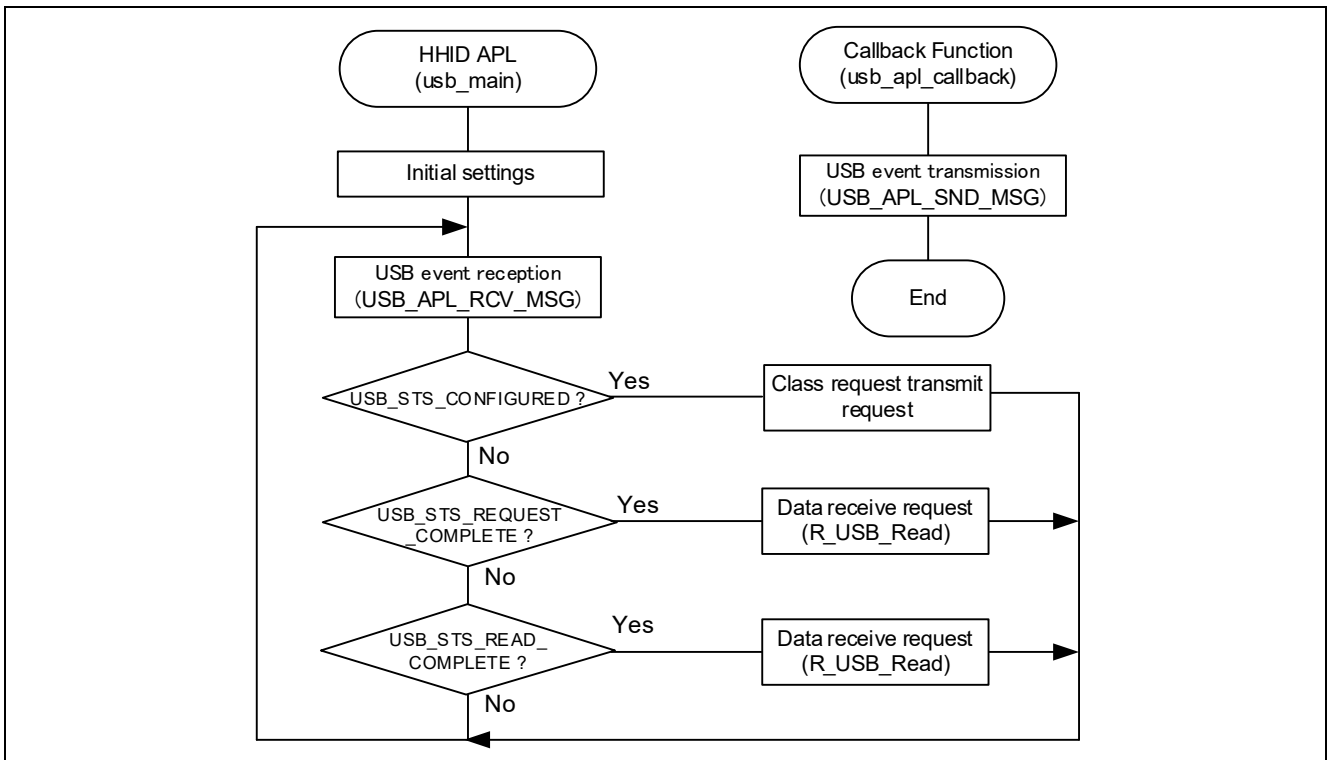 HHID APL
(usb_main)
Callback Function
(usb_apl_callback)
Initial settings
USB event transmission
(USB_APL_SND_MSG)
USB event reception
(USB_APL_RCV_MSG)
End
USB_STS_CONFIGURED ?
Yes
Class request transmit
request
No
USB_STS_REQUEST
_COMPLETE ?
Yes
Data receive request
(R_USB_Read)
No
USB_STS_READ_
COMPLETE ?
Yes
Data receive request
(R_USB_Read)
No